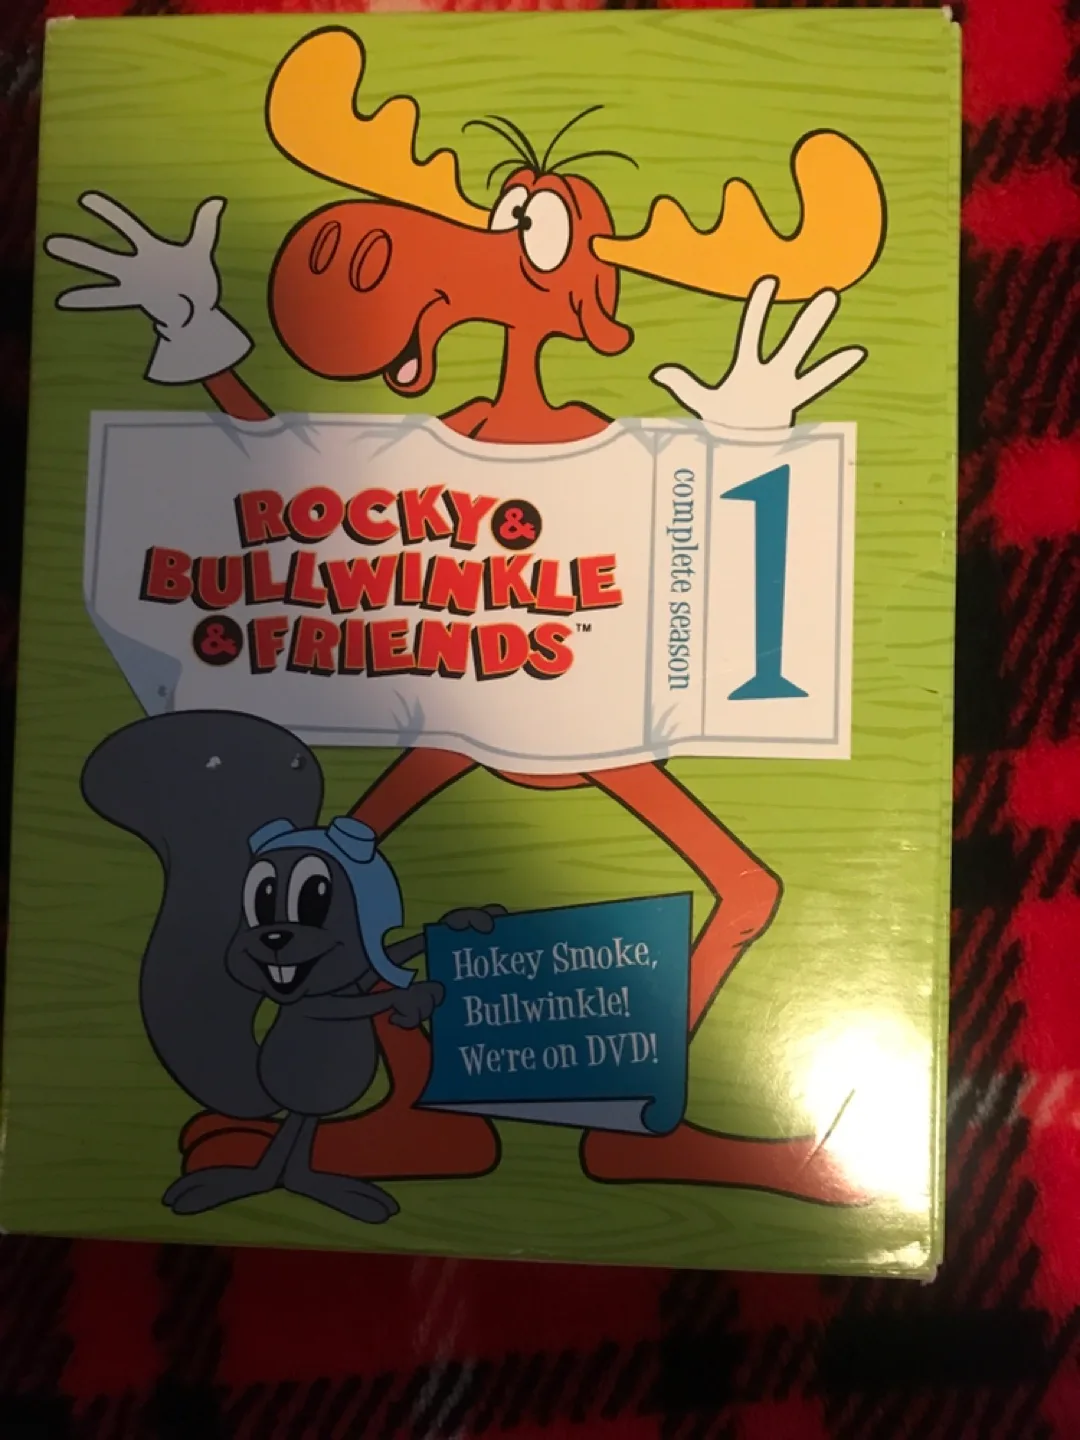 ROCKY &
BULLWINKLE
& FRIENDS™
complete season
1
Hokey Smoke,
Bullwinkle!
We're on DVD!